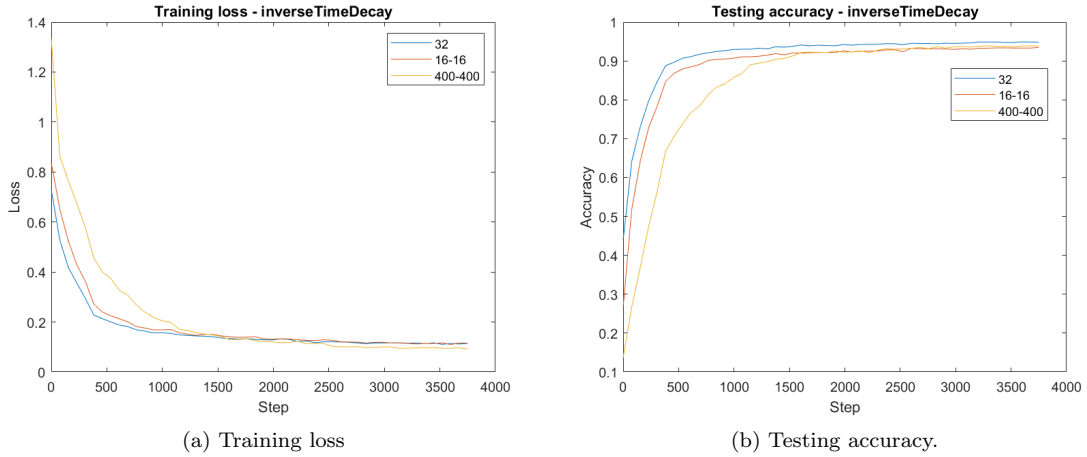 Training loss - inverseTimeDecay
1.4
1.2
1
0.8
0.6
0.4
0.2
0
Loss
32
16-16
400-400
0 500 1000 1500 2000 2500 3000 3500 4000
Step
(a) Training loss
Testing accuracy - inverseTimeDecay
1
0.9
0.8
0.7
0.6
0.5
0.4
0.3
0.2
0.1
Accuracy
32
16-16
400-400
0 500 1000 1500 2000 2500 3000 3500 4000
Step
(b) Testing accuracy.